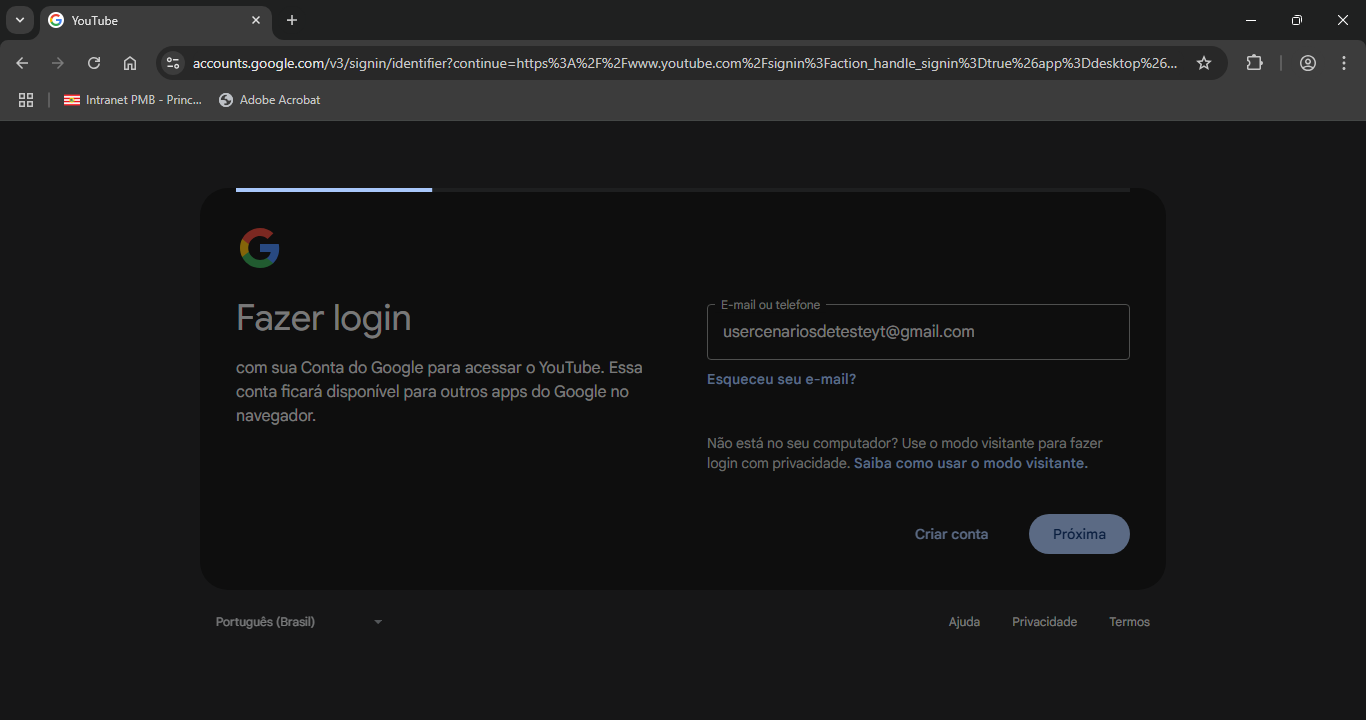 YouTube
accounts.google.com/v3/signin/identifier?continue=https%3A%2F%2Fwww.youtube.com%2Fsignin%3Faction_handle_signin%3Dtrue%26app%3Ddesktop%26...
Intranet PMB - Princ... Adobe Acrobat
Fazer login
com sua Conta do Google para acessar o YouTube. Essa
conta ficará disponível para outros apps do Google no
navegador.
E-mail ou telefone
usercenariosdetesteyt@gmail.com
Esqueceu seu e-mail?
Não está no seu computador? Use o modo visitante para fazer
login com privacidade. Saiba como usar o modo visitante.
Criar conta Próxima
Português (Brasil) Ajuda Privacidade Termos